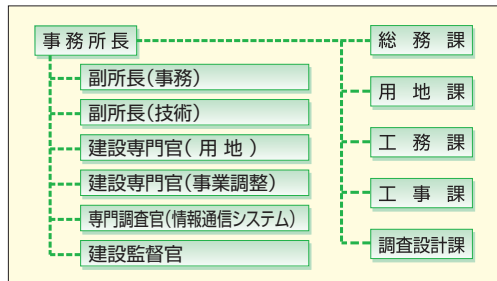 事務所長
副所長(事務)
副所長(技術)
建設専門官( 用 地 )
建設専門官(事業調整)
専門調査官(情報通信システム)
建設監督官
総 務 課
用 地 課
工 務 課
工 事 課
調査設計課